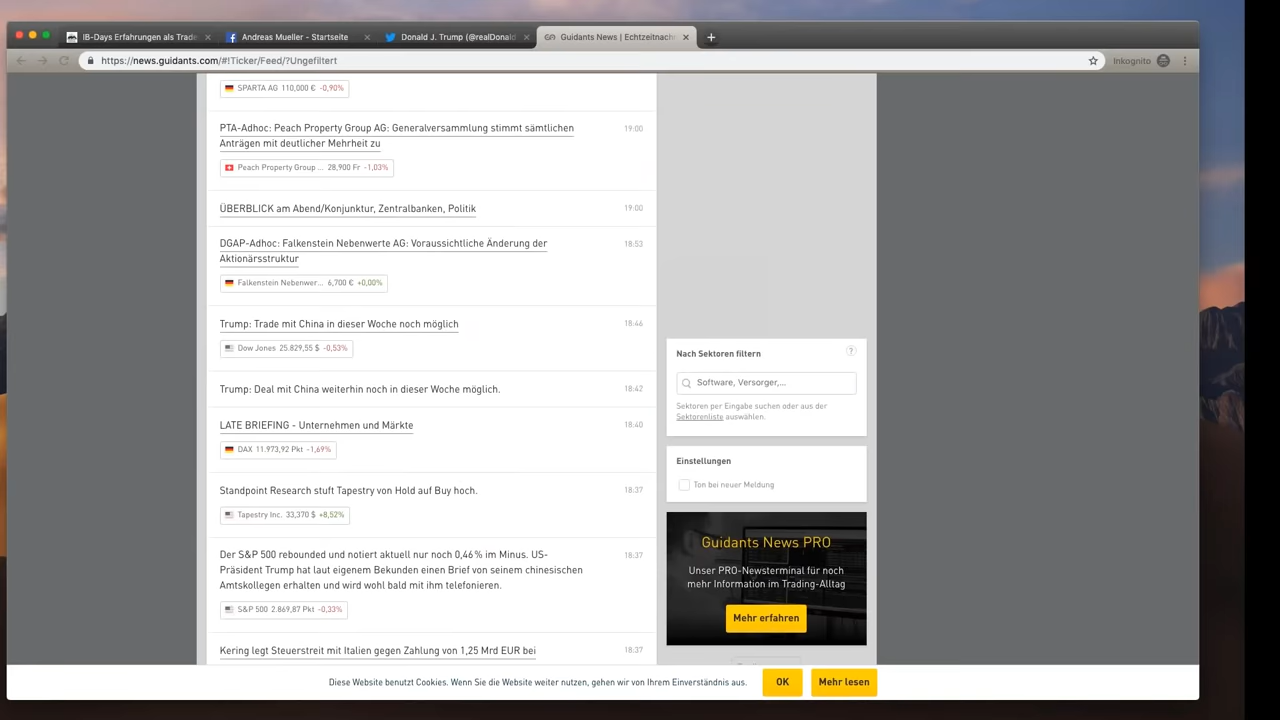 IB-Days Erfahrungen als Trade
Andreas Mueller - Startseite
Donald J. Trump (@realDonald
Guidants News | Echtzeitnach
https://news.guidants.com/#!Ticker/Feed/?Ungefiltert
Inkognito
SPARTA AG 110,000 € -0,90%
PTA-Adhoc: Peach Property Group AG: Generalversammlung stimmt sämtlichen
Anträgen mit deutlicher Mehrheit zu
19:00
Peach Property Group ... 28,900 Fr -1,03%
ÜBERBLICK am Abend/Konjunktur, Zentralbanken, Politik
19:00
DGAP-Adhoc: Falkenstein Nebenwerte AG: Voraussichtliche Änderung der
Aktionärsstruktur
18:53
Falkenstein Nebenwer... 6,700 € +0,00%
Trump: Trade mit China in dieser Woche noch möglich
18:46
Dow Jones 25.829,55 $ -0,53%
Trump: Deal mit China weiterhin noch in dieser Woche möglich.
18:42
LATE BRIEFING - Unternehmen und Märkte
18:40
DAX 11.973,92 Pkt -1,69%
Standpoint Research stuft Tapestry von Hold auf Buy hoch.
18:37
Tapestry Inc. 33,370 $ +8,52%
Der S&P 500 rebounded und notiert aktuell nur noch 0,46 % im Minus. US-
Präsident Trump hat laut eigenem Bekunden einen Brief von seinem chinesischen
Amtskollegen erhalten und wird wohl bald mit ihm telefonieren.
18:37
S&P 500 2.869,87 Pkt -0,33%
Kering legt Steuerstreit mit Italien gegen Zahlung von 1,25 Mrd EUR bei
18:37
Nach Sektoren filtern
?
Software, Versorger,...
Sektoren per Eingabe suchen oder aus der
Sektorenliste auswählen.
Einstellungen
Ton bei neuer Meldung
Guidants News PRO
Unser PRO-Newsterminal für noch
mehr Information im Trading-Alltag
Mehr erfahren
Diese Website benutzt Cookies. Wenn Sie die Website weiter nutzen, gehen wir von Ihrem Einverständnis aus.
OK
Mehr lesen